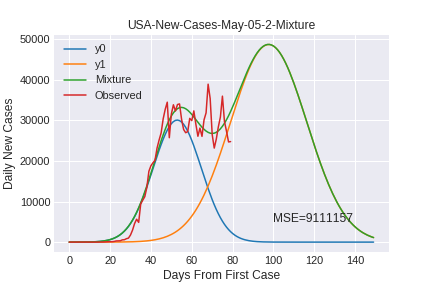 USA-New-Cases-May-05-2-Mixture
50000
40000
30000
20000
10000
0
Daily New Cases
y0
y1
Mixture
Observed
MSE=9111157
0 20 40 60 80 100 120 140
Days From First Case